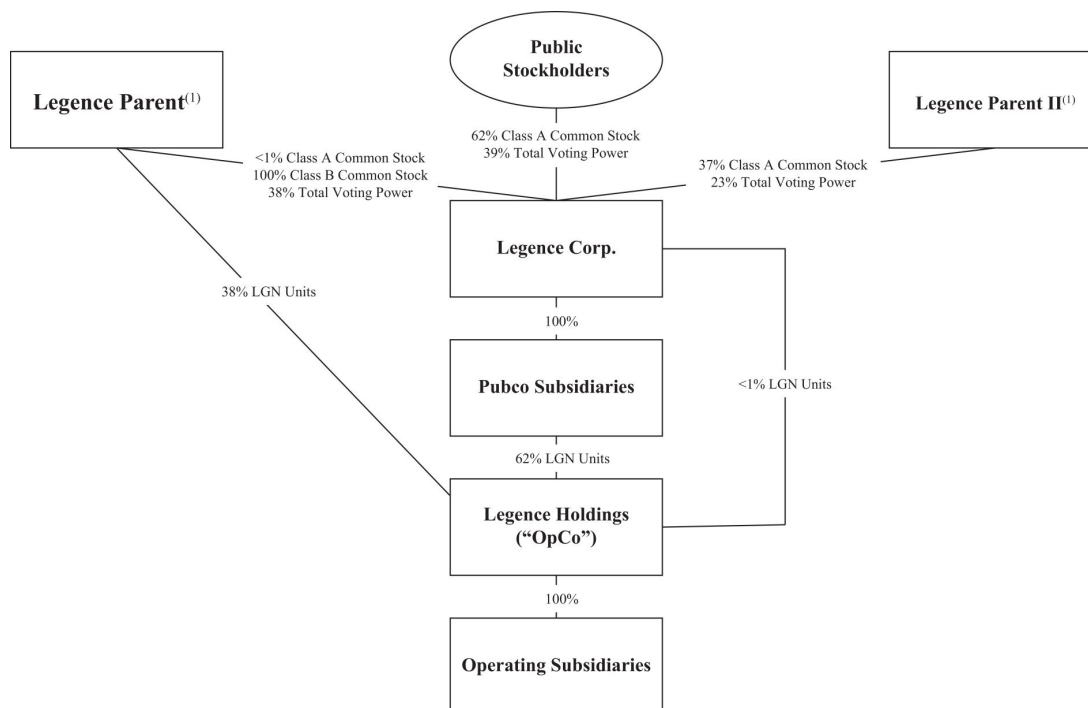 Public
Stockholders
Legence Parent(1)
Legence Parent II(1)
62% Class A Common Stock
39% Total Voting Power
<1% Class A Common Stock
100% Class B Common Stock
38% Total Voting Power
37% Class A Common Stock
23% Total Voting Power
Legence Corp.
38% LGN Units
100%
Pubco Subsidiaries
<1% LGN Units
62% LGN Units
Legence Holdings
(“OpCo”)
100%
Operating Subsidiaries